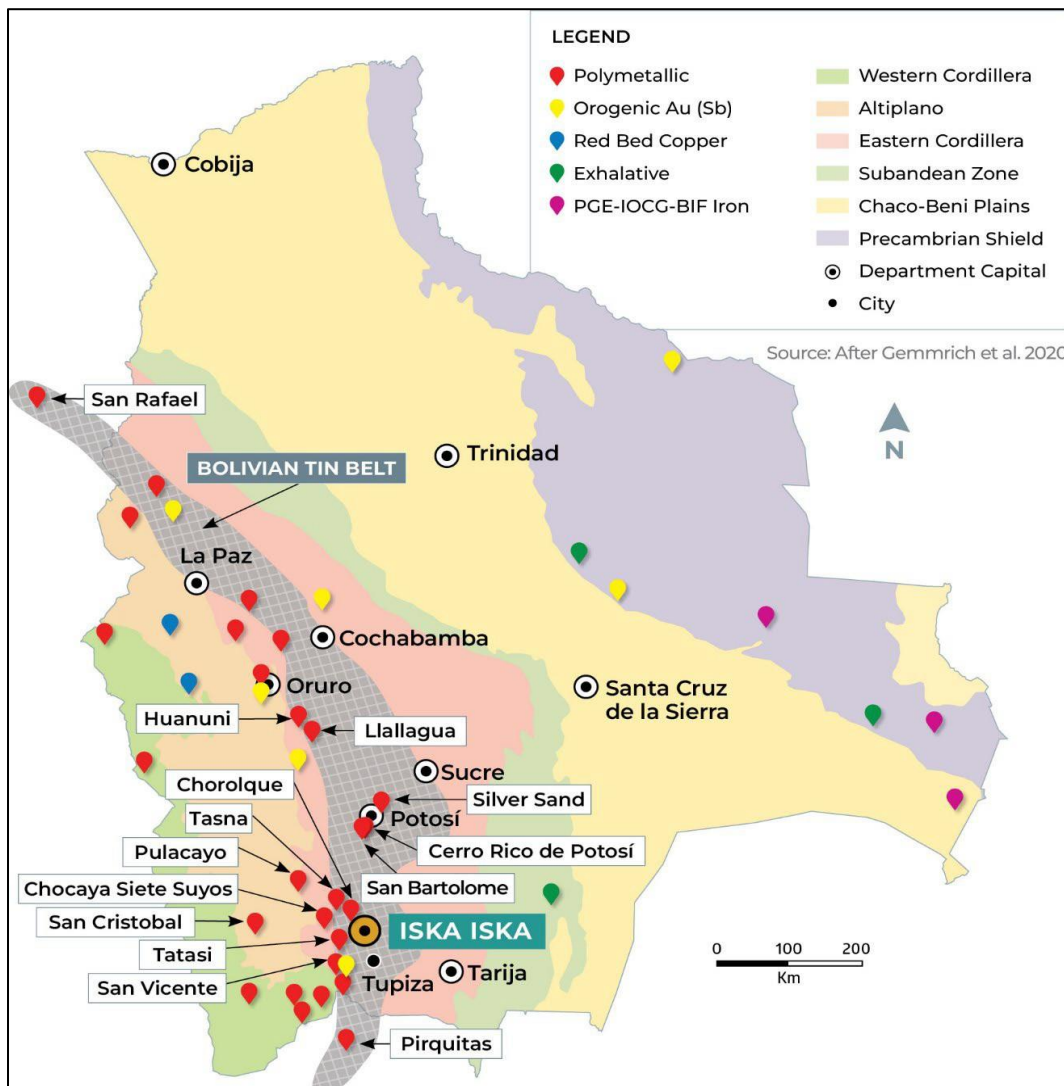 LEGEND
Polymetallic
Orogenic Au (Sb)
Red Bed Copper
Exhalative
PGE-IOCG-BIF Iron
Western Cordillera
Altiplano
Eastern Cordillera
Subandean Zone
Chaco-Beni Plains
Precambrian Shield
Department Capital
City
Source: After Gemmrich et al. 2020
N
Cobija
San Rafael
Trinidad
BOLIVIAN TIN BELT
La Paz
Cochabamba
Oruro
Santa Cruz
de la Sierra
Huanuni
Llallagua
Chorolque
Sucre
Silver Sand
Tasna
Potosí
Pulacayo
Cerro Rico de Potosí
Chocaya Siete Suyos
San Bartolome
San Cristobal
ISKA ISKA
Tatasi
San Vicente
Tupiza
Tarija
Pirquitas
0 100 200
Km